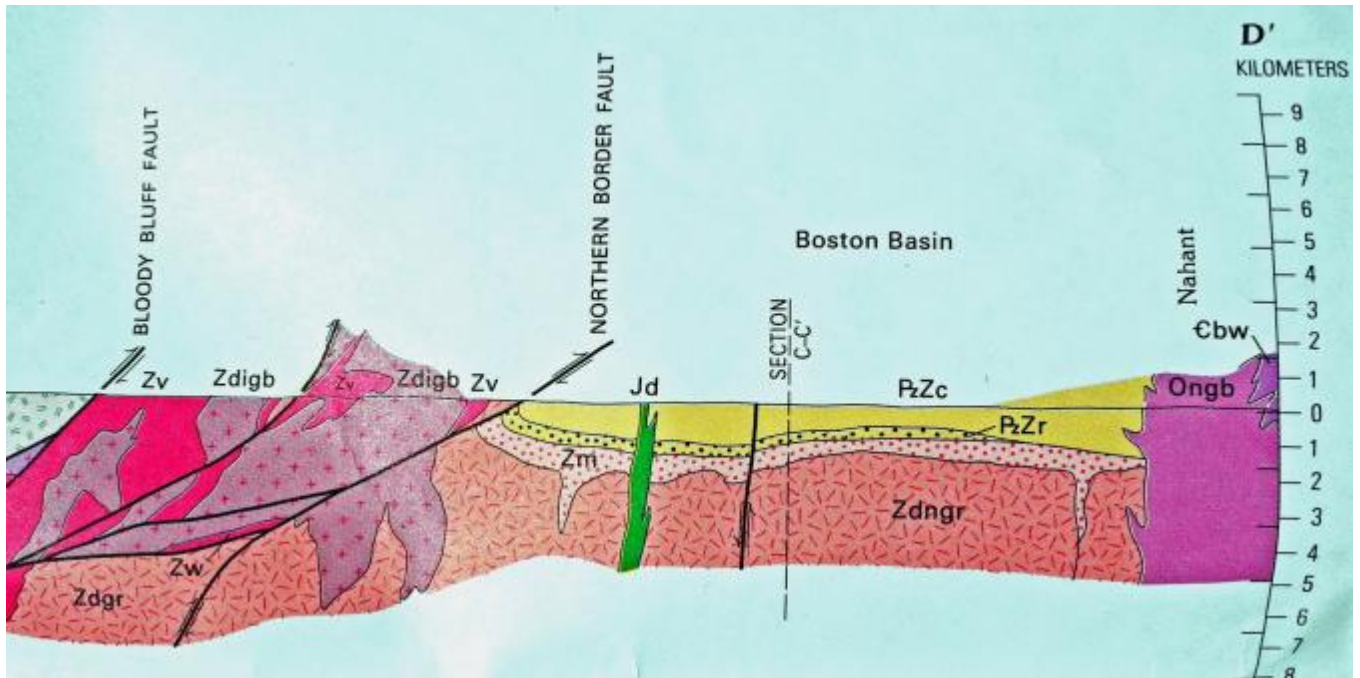 D′
KILOMETERS
9
8
7
6
5
4
3
2
1
0
1
2
3
4
5
6
7
8
BLOODY BLUFF FAULT
NORTHERN BORDER FAULT
Boston Basin
Nahant
Єbw
SECTION
C–C′
Zv
Zdigb
Zv
Zdigb
Zv
Jd
PzZc
Ongb
PzZr
Zm
Zdngr
Zw
Zdgr